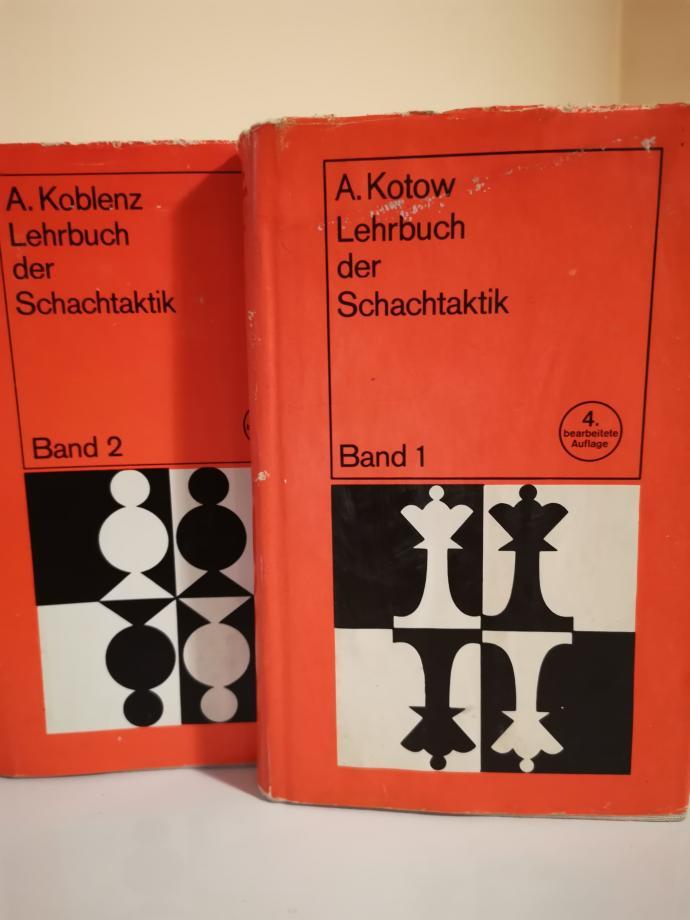 A. Koblenz
Lehrbuch
der
Schachtaktik
Band 2
A. Kotow
Lehrbuch
der
Schachtaktik
4.
bearbeitete
Auflage
Band 1